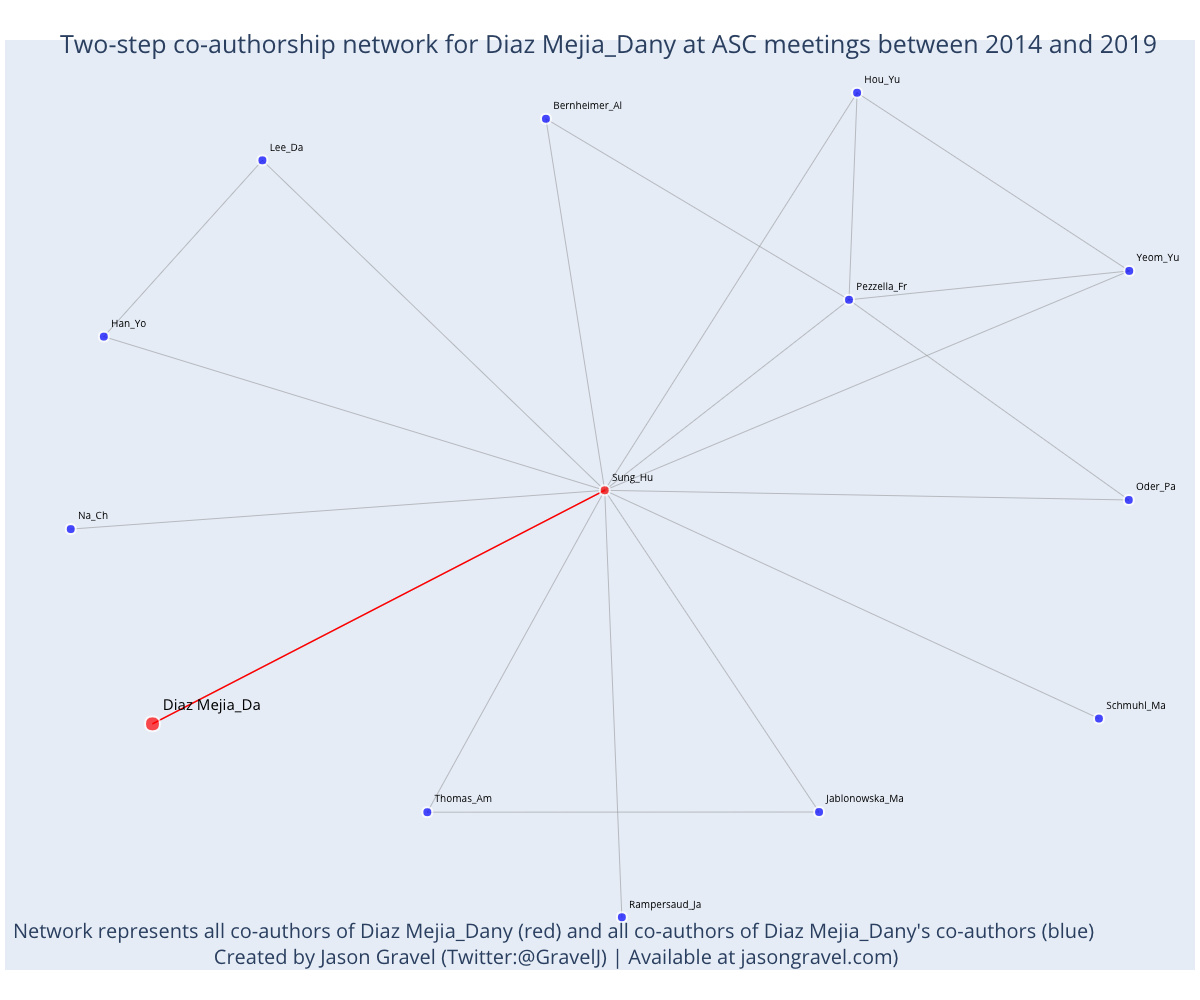 Two-step co-authorship network for Diaz Mejia_Dany at ASC meetings between 2014 and 2019
Hou_Yu
Bernheimer_Al
Lee_Da
Yeom_Yu
Pezzella_Fr
Han_Yo
Sung_Hu
Oder_Pa
Na_Ch
Diaz Mejia_Da
Schmuhl_Ma
Thomas_Am
Jablonowska_Ma
Rampersaud_Ja
Network represents all co-authors of Diaz Mejia_Dany (red) and all co-authors of Diaz Mejia_Dany's co-authors (blue)
Created by Jason Gravel (Twitter:@GravelJ) | Available at jasongravel.com)